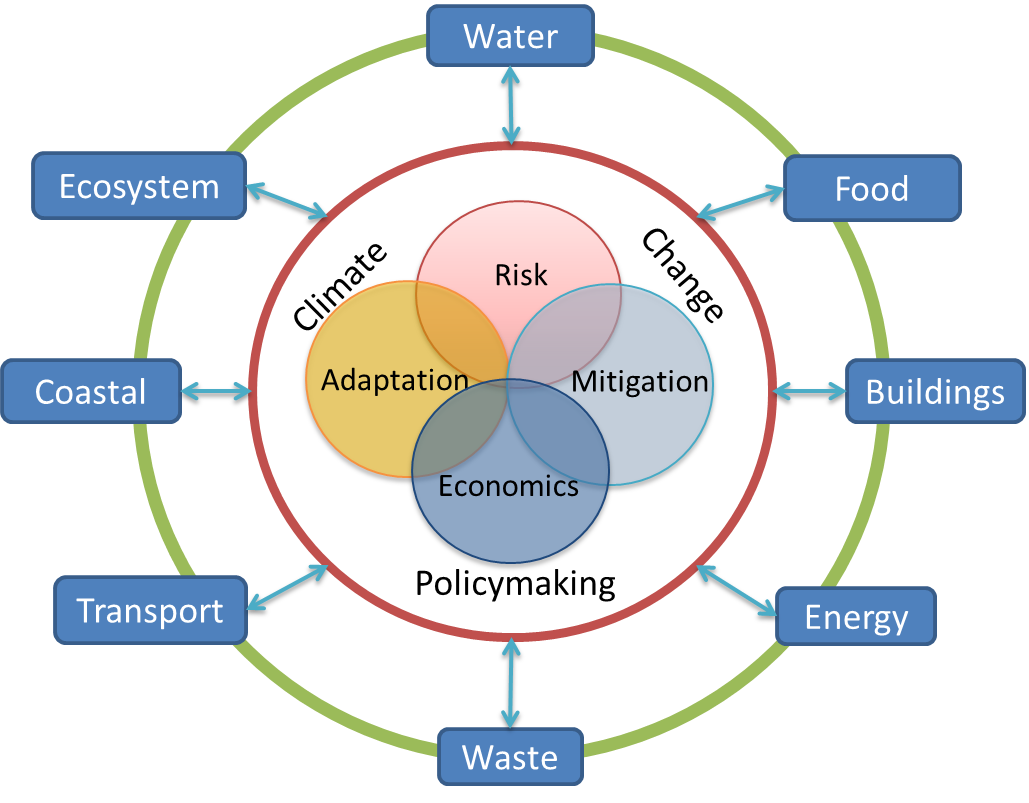 Water
Ecosystem
Food
Climate
Change
Risk
Adaptation
Mitigation
Coastal
Buildings
Economics
Policymaking
Transport
Energy
Waste